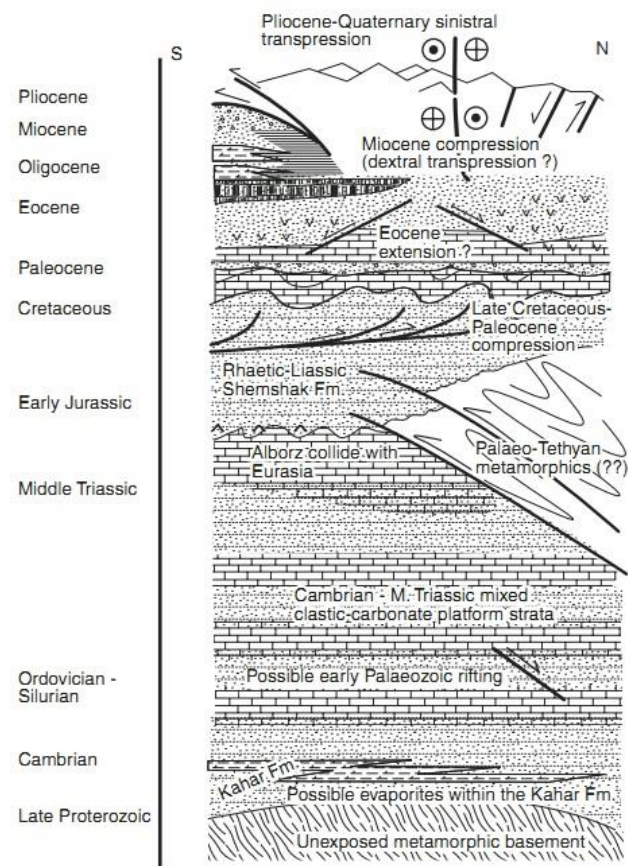 Pliocene-Quaternary sinistral
transpression
S
N
Pliocene
Miocene
Miocene compression
(dextral transpression ?)
Oligocene
Eocene
Eocene
extension ?
Paleocene
Cretaceous
Late Cretaceous-
Paleocene
compression
Rhaetic-Liassic
Shemshak Fm.
Early Jurassic
Alborz collide with
Eurasia
Palaeo-Tethyan
metamorphics (??)
Middle Triassic
Cambrian - M. Triassic mixed
clastic-carbonate platform strata
Ordovician -
Silurian
Possible early Palaeozoic rifting
Cambrian
Kahar Fm.
Possible evaporites within the Kahar Fm.
Late Proterozoic
Unexposed metamorphic basement